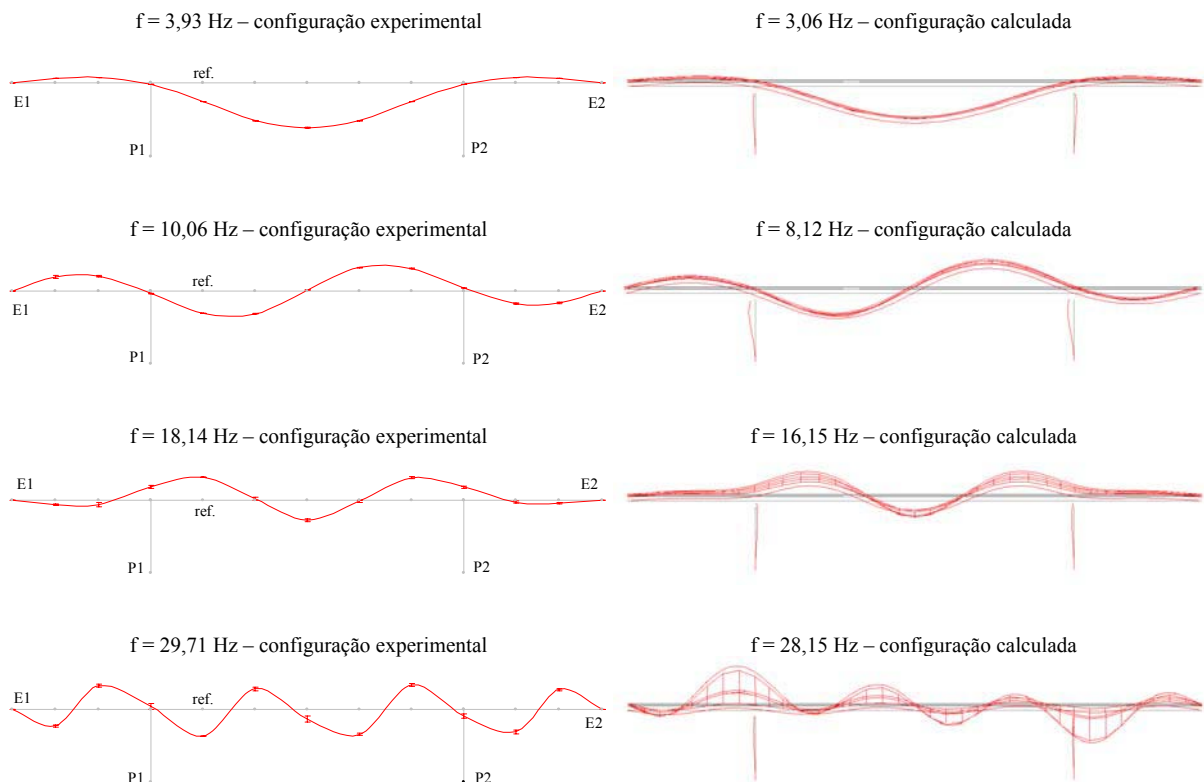 f = 3,93 Hz – configuração experimental
f = 3,06 Hz – configuração calculada
ref.
E1
E2
P1
P2
f = 10,06 Hz – configuração experimental
f = 8,12 Hz – configuração calculada
ref.
E1
E2
P1
P2
f = 18,14 Hz – configuração experimental
f = 16,15 Hz – configuração calculada
E1
E2
ref.
P1
P2
f = 29,71 Hz – configuração experimental
f = 28,15 Hz – configuração calculada
E1
ref.
E2
P1
P2